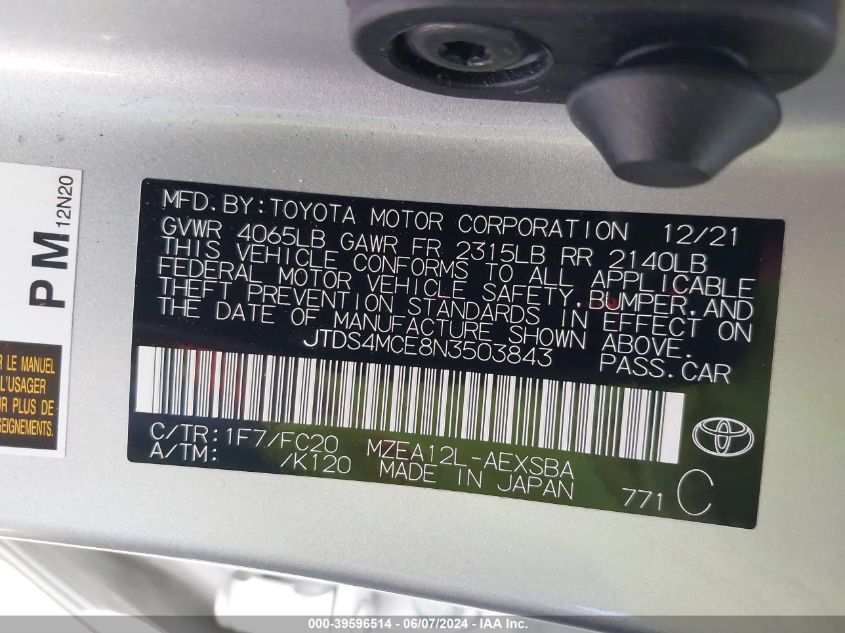 PM 12N20
R LE MANUEL
L'USAGER
UR PLUS DE
SEIGNEMENTS.
MFD.BY:TOYOTA MOTOR CORPORATION 12/21
GVWR 4065LB GAWR FR 2315LB RR 2140LB
THIS VEHICLE CONFORMS TO ALL APPLICABLE
FEDERAL MOTOR VEHICLE SAFETY,BUMPER,AND
THEFT PREVENTION STANDARDS IN EFFECT ON
THE DATE OF MANUFACTURE SHOWN ABOVE.
JTDS4MCE8N3503843 PASS.CAR
C/TR:1F7/FC20 MZEA12L-AEXSBA
A/TM: /K120 MADE IN JAPAN 771 C
000-39596514 - 06/07/2024 - IAA Inc.